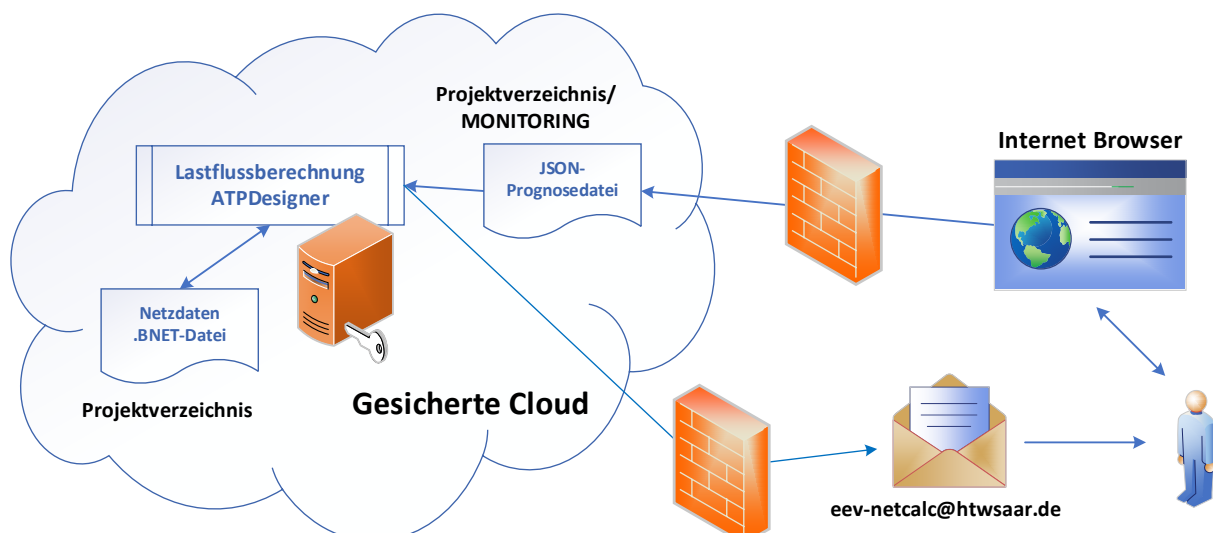 Projektverzeichnis/
MONITORING
Internet Browser
Lastflussberechnung
ATPDesigner
JSON-
Prognosedatei
Netzdaten
.BNET-Datei
Projektverzeichnis
Gesicherte Cloud
eev-netcalc@htwsaar.de